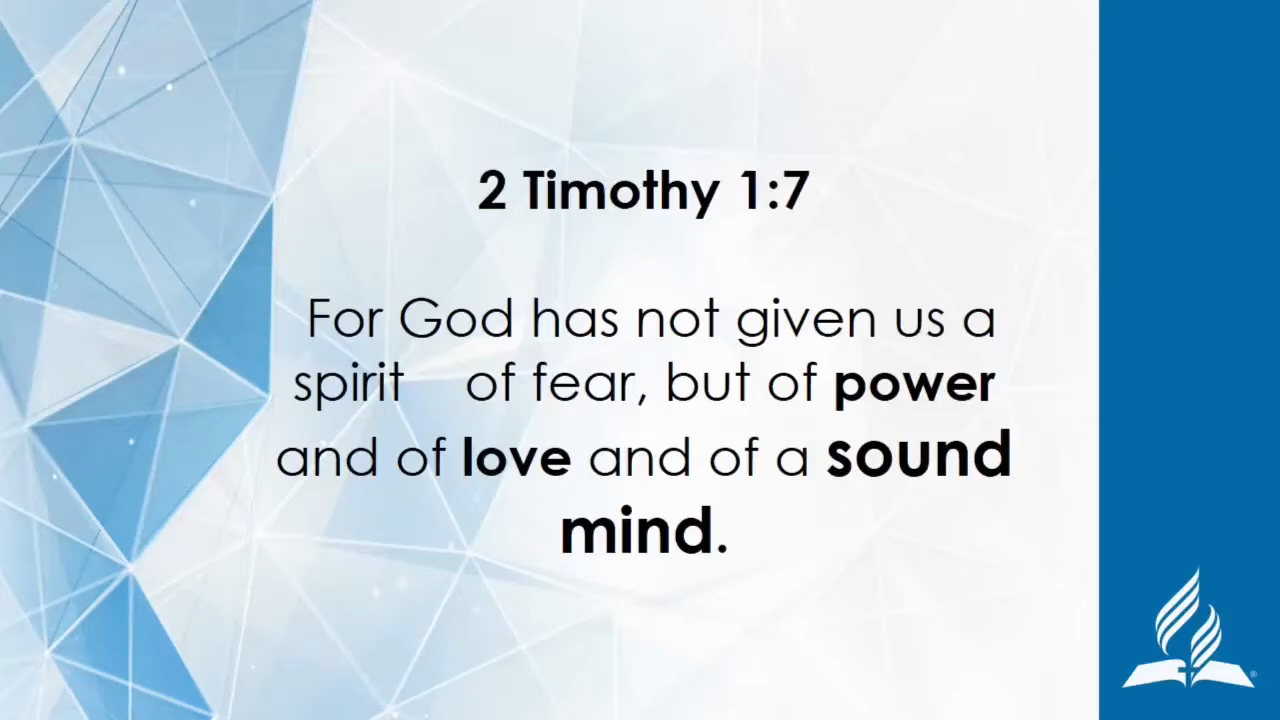 2 Timothy 1:7
For God has not given us a
spirit of fear, but of power
and of love and of a sound
mind.
®